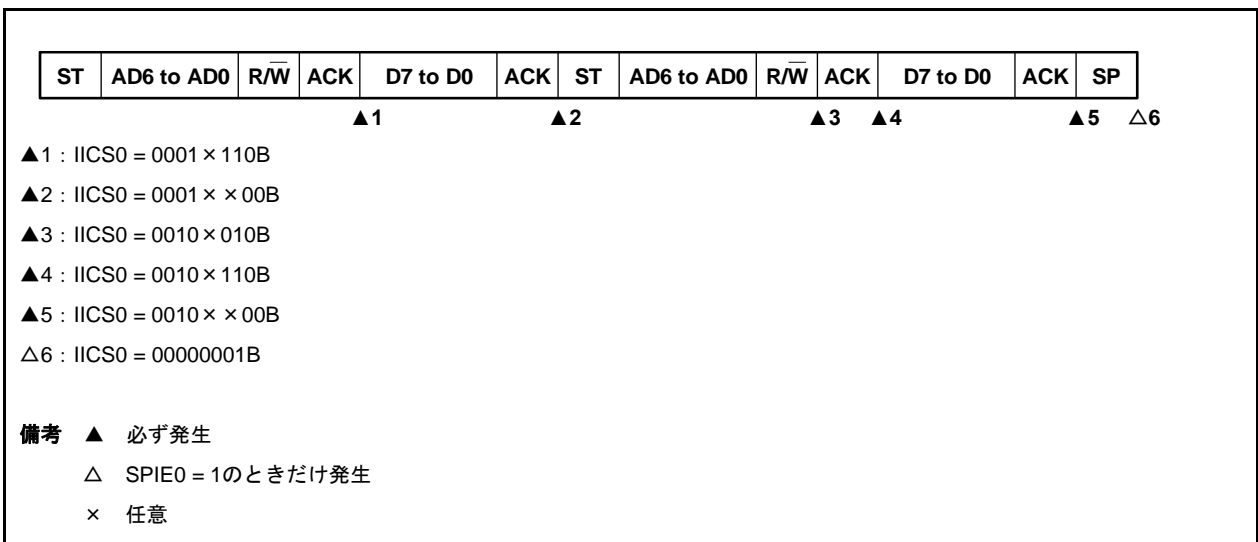 ST AD6 to AD0 R/W̅ ACK D7 to D0 ACK ST AD6 to AD0 R/W̅ ACK D7 to D0 ACK SP
▲1 ▲2 ▲3 ▲4 ▲5 △6
▲1：IICS0 = 0001×110B
▲2：IICS0 = 0001××00B
▲3：IICS0 = 0010×010B
▲4：IICS0 = 0010×110B
▲5：IICS0 = 0010××00B
△6：IICS0 = 00000001B
備考 ▲ 必ず発生
△ SPIE0 = 1のときだけ発生
× 任意